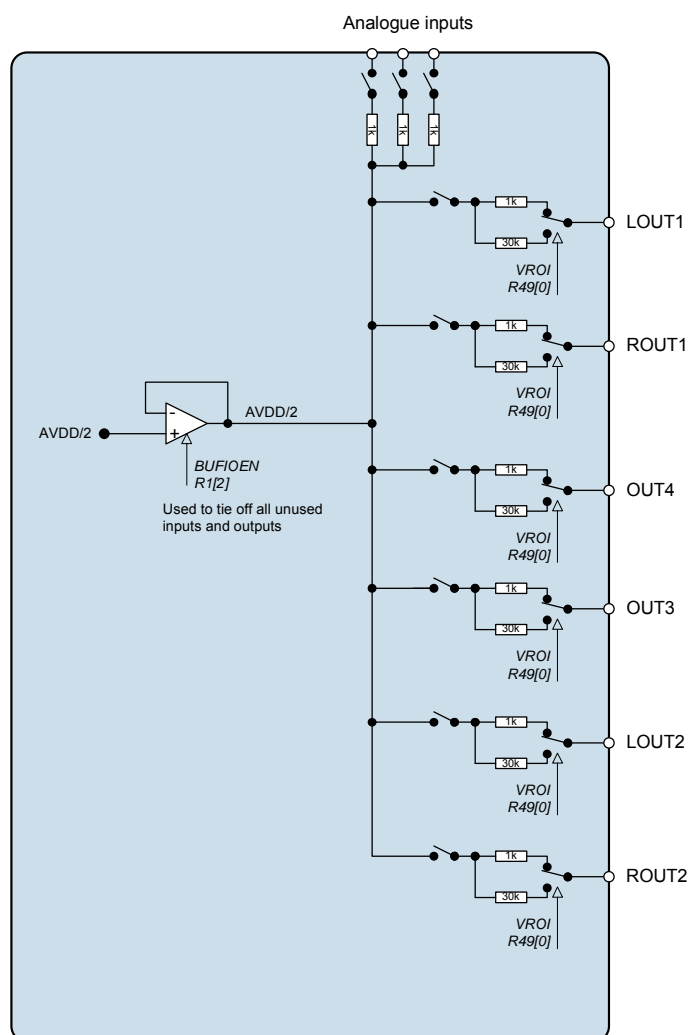 Analogue inputs
1k 1k 1k
1k
30k
LOUT1
VROI
R49[0]
1k
30k
ROUT1
VROI
R49[0]
-
+
AVDD/2
AVDD/2
BUFIOEN
R1[2]
Used to tie off all unused
inputs and outputs
1k
30k
OUT4
VROI
R49[0]
1k
30k
OUT3
VROI
R49[0]
1k
30k
LOUT2
VROI
R49[0]
1k
30k
ROUT2
VROI
R49[0]